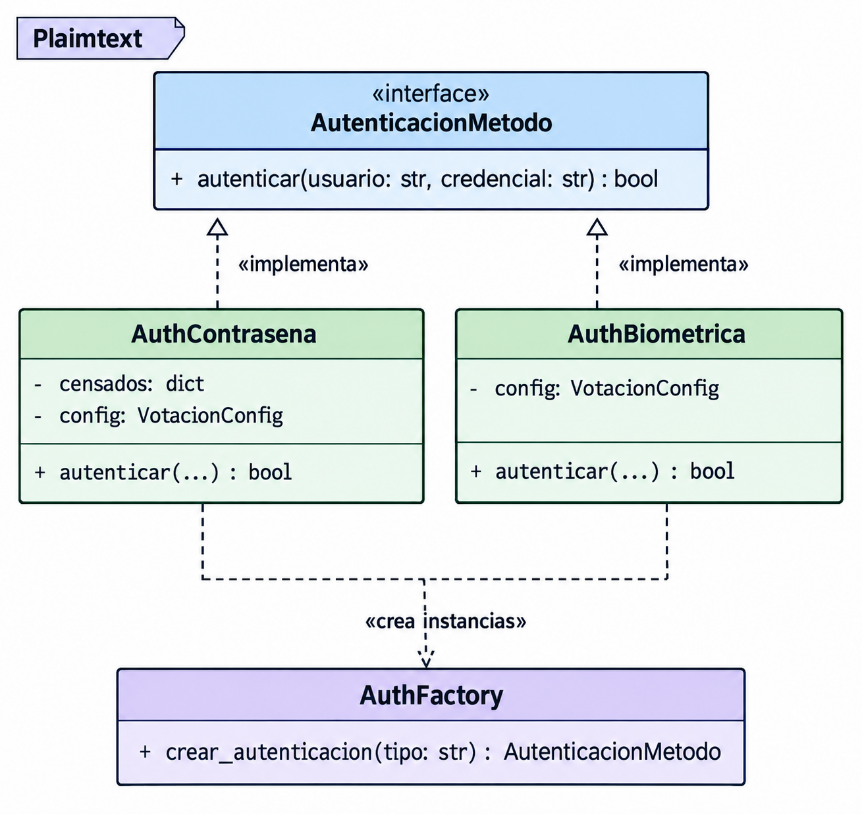 Plaimtext
«interface»
AutenticacionMetodo
+ autenticar(usuario: str, credencial: str) : bool
«implementa»
«implementa»
AuthContrasena
- censados: dict
- config: VotacionConfig
+ autenticar(...) : bool
AuthBiometrica
- config: VotacionConfig
+ autenticar(...) : bool
«crea instancias»
AuthFactory
+ crear_autenticacion(tipo: str) : AutenticacionMetodo